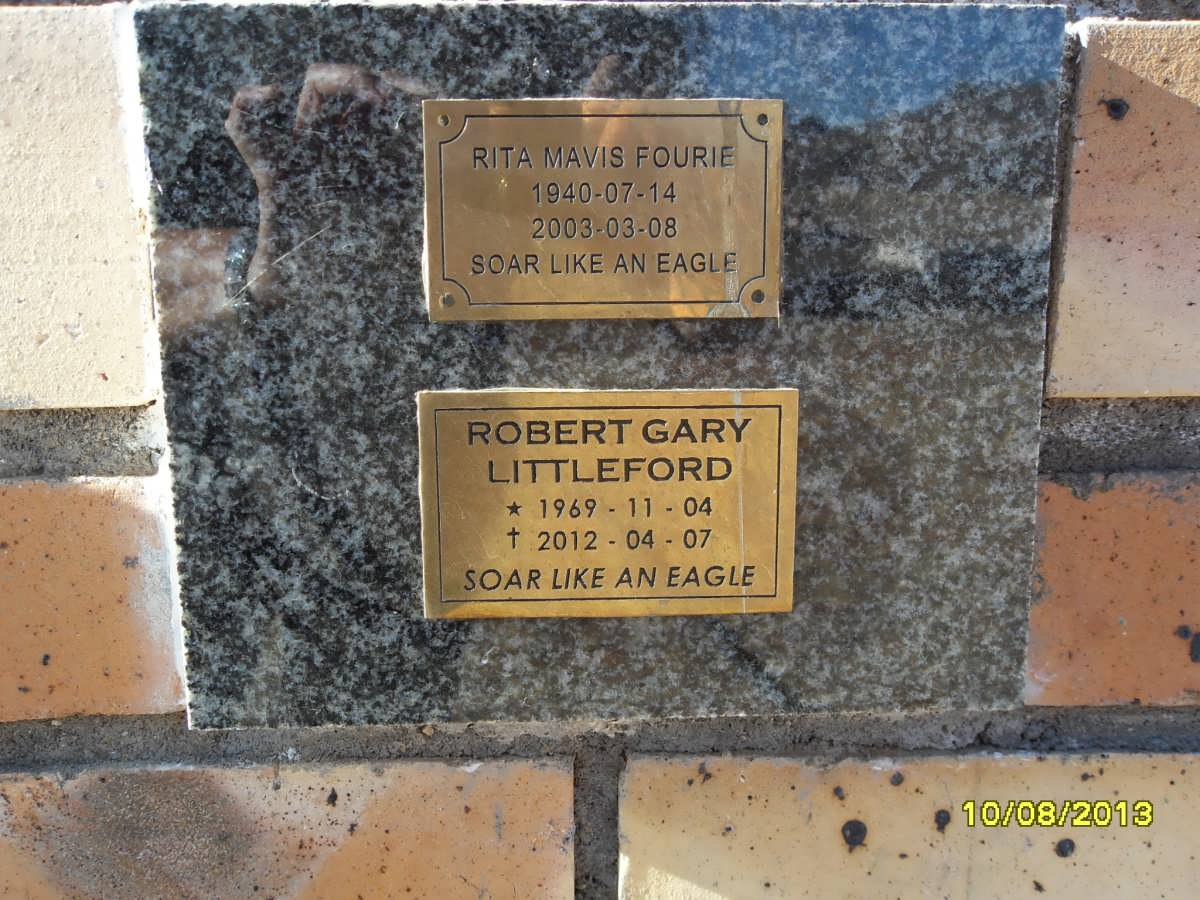 RITA MAVIS FOURIE
1940-07-14
2003-03-08
SOAR LIKE AN EAGLE
ROBERT GARY
LITTLEFORD
★ 1969 - 11 - 04
✝ 2012 - 04 - 07
SOAR LIKE AN EAGLE
10/08/2013